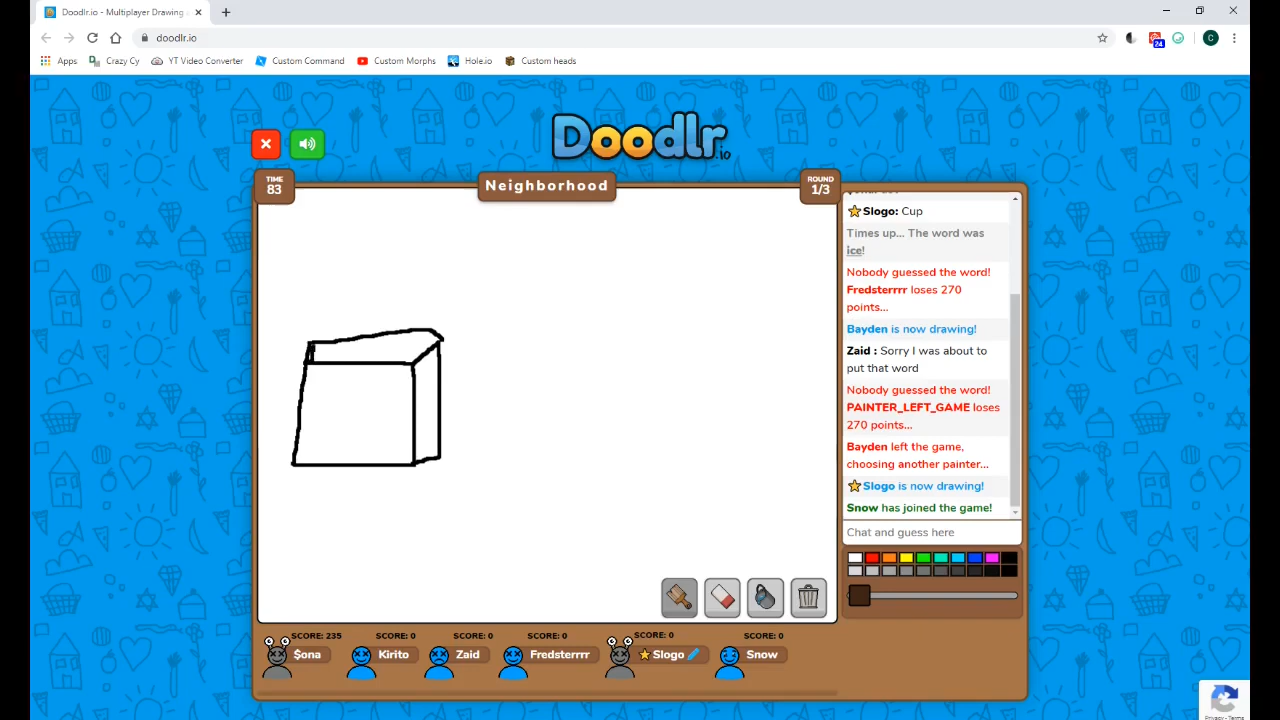 Doodlr.io - Multiplayer Drawing
doodlr.io
24
C
Apps
Crazy Cy
YT Video Converter
Custom Command
Custom Morphs
Hole.io
Custom heads
Doodlr.io
TIME
83
Neighborhood
ROUND
1/3
Slogo: Cup
Times up... The word was
ice!
Nobody guessed the word!
Fredsterrrr loses 270
points...
Bayden is now drawing!
Zaid : Sorry I was about to
put that word
Nobody guessed the word!
PAINTER_LEFT_GAME loses
270 points...
Bayden left the game,
choosing another painter...
Slogo is now drawing!
Snow has joined the game!
Chat and guess here
SCORE: 235
$ona
SCORE: 0
Kirito
SCORE: 0
Zaid
SCORE: 0
Fredsterrrr
SCORE: 0
Slogo
SCORE: 0
Snow
Privacy - Terms